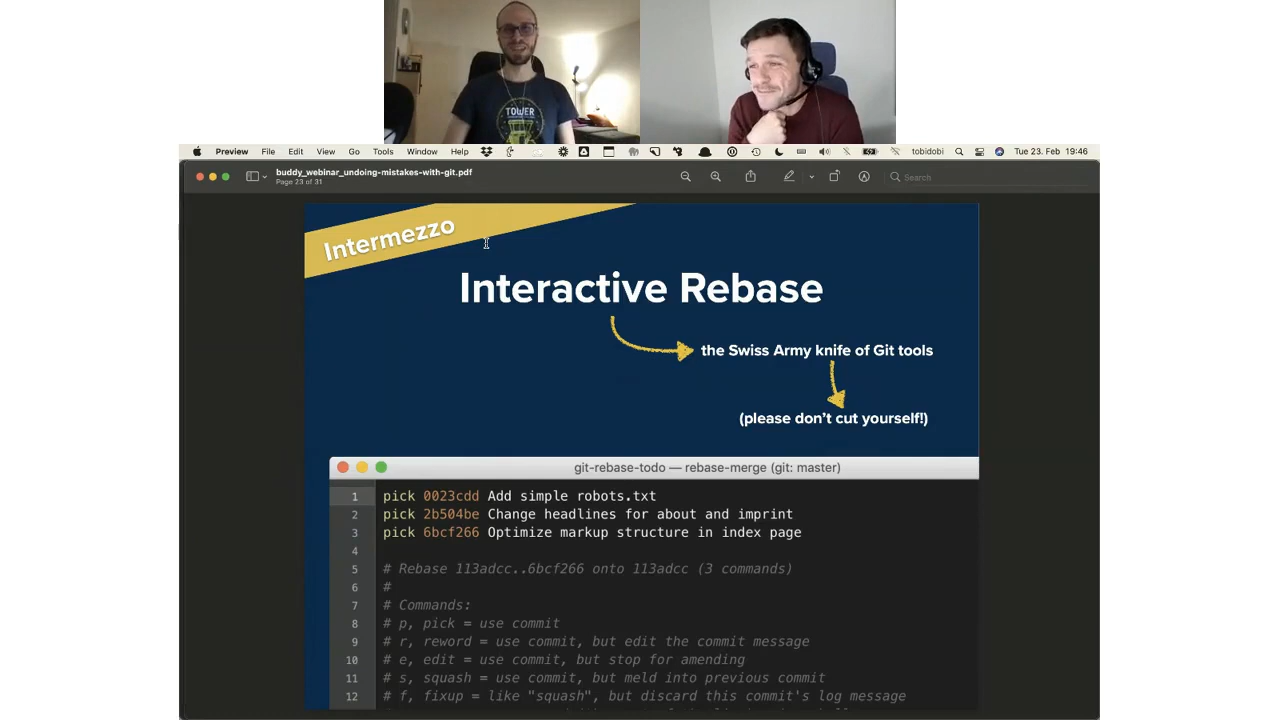 TOWER
Preview File Edit View Go Tools Window Help tobidobi Tue 23. Feb 19:46
buddy_webinar_undoing-mistakes-with-git.pdf
Page 23 of 31
Search
Intermezzo
Interactive Rebase
the Swiss Army knife of Git tools
(please don't cut yourself!)
git-rebase-todo — rebase-merge (git: master)
1 pick 0023cdd Add simple robots.txt
2 pick 2b504be Change headlines for about and imprint
3 pick 6bcf266 Optimize markup structure in index page
4
5 # Rebase 113adcc..6bcf266 onto 113adcc (3 commands)
6 #
7 # Commands:
8 # p, pick = use commit
9 # r, reword = use commit, but edit the commit message
10 # e, edit = use commit, but stop for amending
11 # s, squash = use commit, but meld into previous commit
12 # f, fixup = like "squash", but discard this commit's log message